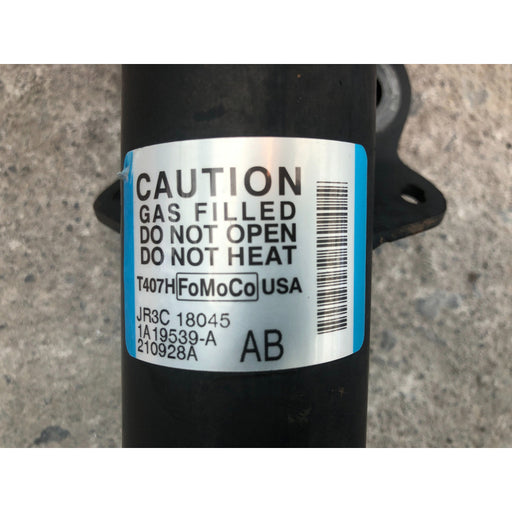 CAUTION
GAS FILLED
DO NOT OPEN
DO NOT HEAT
T407H FoMoCo USA
JR3C 18045
1A19539-A
210928A AB